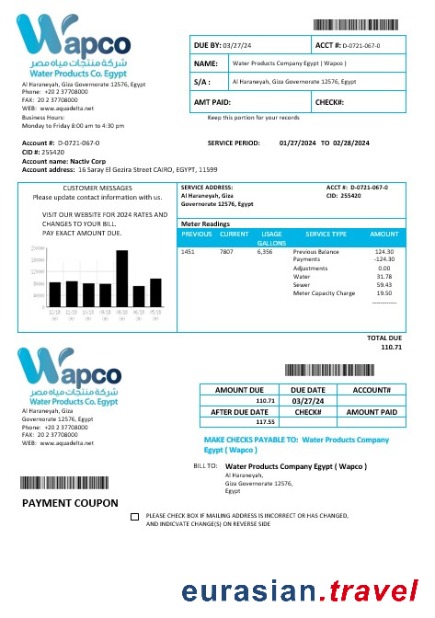 Wapco
شركة منتجات مياه مصر
Water Products Co. Egypt
Al Haraneyah, Giza Governorate 12576, Egypt
Phone: +20 2 37708000
FAX: 20 2 37708000
WEB: www.aquadelta.net
Business Hours:
Monday to Friday 8:00 am to 4:30 pm
DUE BY: 03/27/24 ACCT #: D-0721-067-0
NAME: Water Products Company Egypt ( Wapco )
S/A : Al Haraneyah, Giza Governorate 12576, Egypt
AMT PAID: CHECK#:
Keep this portion for your records
Account #: D-0721-067-0
CID #: 255420
Account name: Nactiv Corp
Account address: 16 Saray El Gezira Street CAIRO, EGYPT, 11599
SERVICE PERIOD: 01/27/2024 TO 02/28/2024
CUSTOMER MESSAGES
Please update contact information with us.
VISIT OUR WEBSITE FOR 2024 RATES AND
CHANGES TO YOUR BILL.
PAY EXACT AMOUNT DUE.
SERVICE ADDRESS: ACCT #: D-0721-067-0
Al Haraneyah, Giza CID: 255420
Governorate 12576, Egypt
Meter Readings
PREVIOUS CURRENT USAGE SERVICE TYPE AMOUNT
GALLONS
1451 7807 6,356 Previous Balance 124.30
Payments -124.30
Adjustments 0.00
Water 31.78
Sewer 59.43
Meter Capacity Charge 19.50
------------
TOTAL DUE
110.71
Wapco
شركة منتجات مياه مصر
Water Products Co. Egypt
Al Haraneyah, Giza
Governorate 12576, Egypt
Phone: +20 2 37708000
FAX: 20 2 37708000
WEB: www.aquadelta.net
AMOUNT DUE DUE DATE ACCOUNT#
110.71 03/27/24
AFTER DUE DATE CHECK# AMOUNT PAID
117.55
MAKE CHECKS PAYABLE TO: Water Products Company
Egypt ( Wapco )
BILL TO: Water Products Company Egypt ( Wapco )
Al Haraneyah,
Giza Governorate 12576,
Egypt
PAYMENT COUPON
PLEASE CHECK BOX IF MAILING ADDRESS IS INCORRECT OR HAS CHANGED,
AND INDICVATE CHANGE(S) ON REVERSE SIDE
eurasian.travel